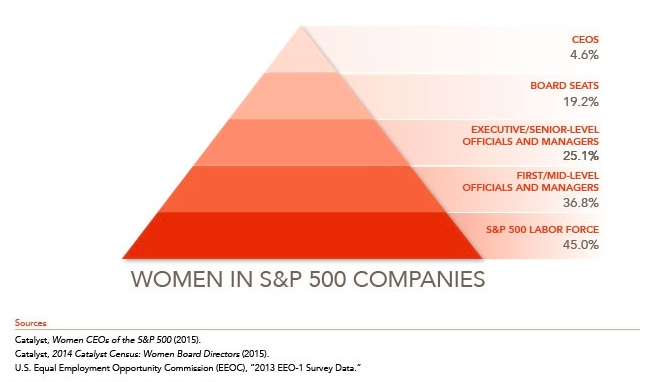 CEOS
4.6%
BOARD SEATS
19.2%
EXECUTIVE/SENIOR-LEVEL
OFFICIALS AND MANAGERS
25.1%
FIRST/MID-LEVEL
OFFICIALS AND MANAGERS
36.8%
S&P 500 LABOR FORCE
45.0%
WOMEN IN S&P 500 COMPANIES
Sources
Catalyst, Women CEOs of the S&P 500 (2015).
Catalyst, 2014 Catalyst Census: Women Board Directors (2015).
U.S. Equal Employment Opportunity Commission (EEOC), "2013 EEO-1 Survey Data."